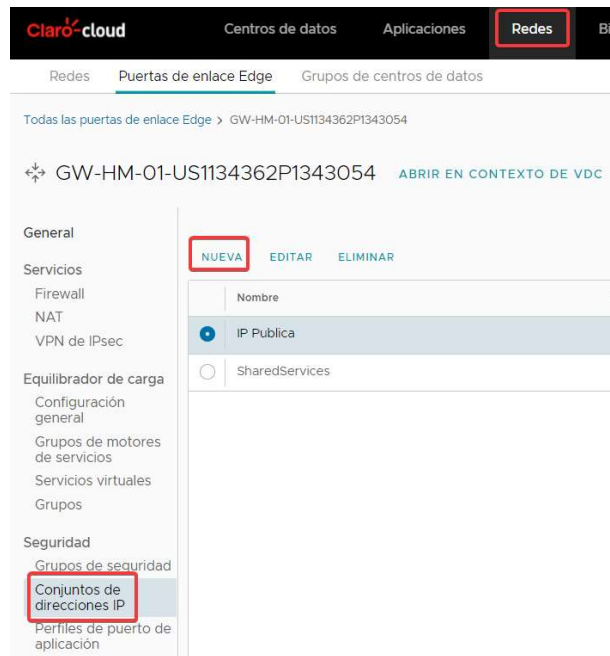 Claro-cloud Centros de datos Aplicaciones Redes Bi
Redes Puertas de enlace Edge Grupos de centros de datos
Todas las puertas de enlace Edge > GW-HM-01-US1134362P1343054
GW-HM-01-US1134362P1343054 ABRIR EN CONTEXTO DE VDC
General
NUEVA EDITAR ELIMINAR
Servicios
Firewall
NAT
VPN de IPsec
Nombre
IP Publica
SharedServices
Equilibrador de carga
Configuración
general
Grupos de motores
de servicios
Servicios virtuales
Grupos
Seguridad
Grupos de seguridad
Conjuntos de
direcciones IP
Perfiles de puerto de
aplicación